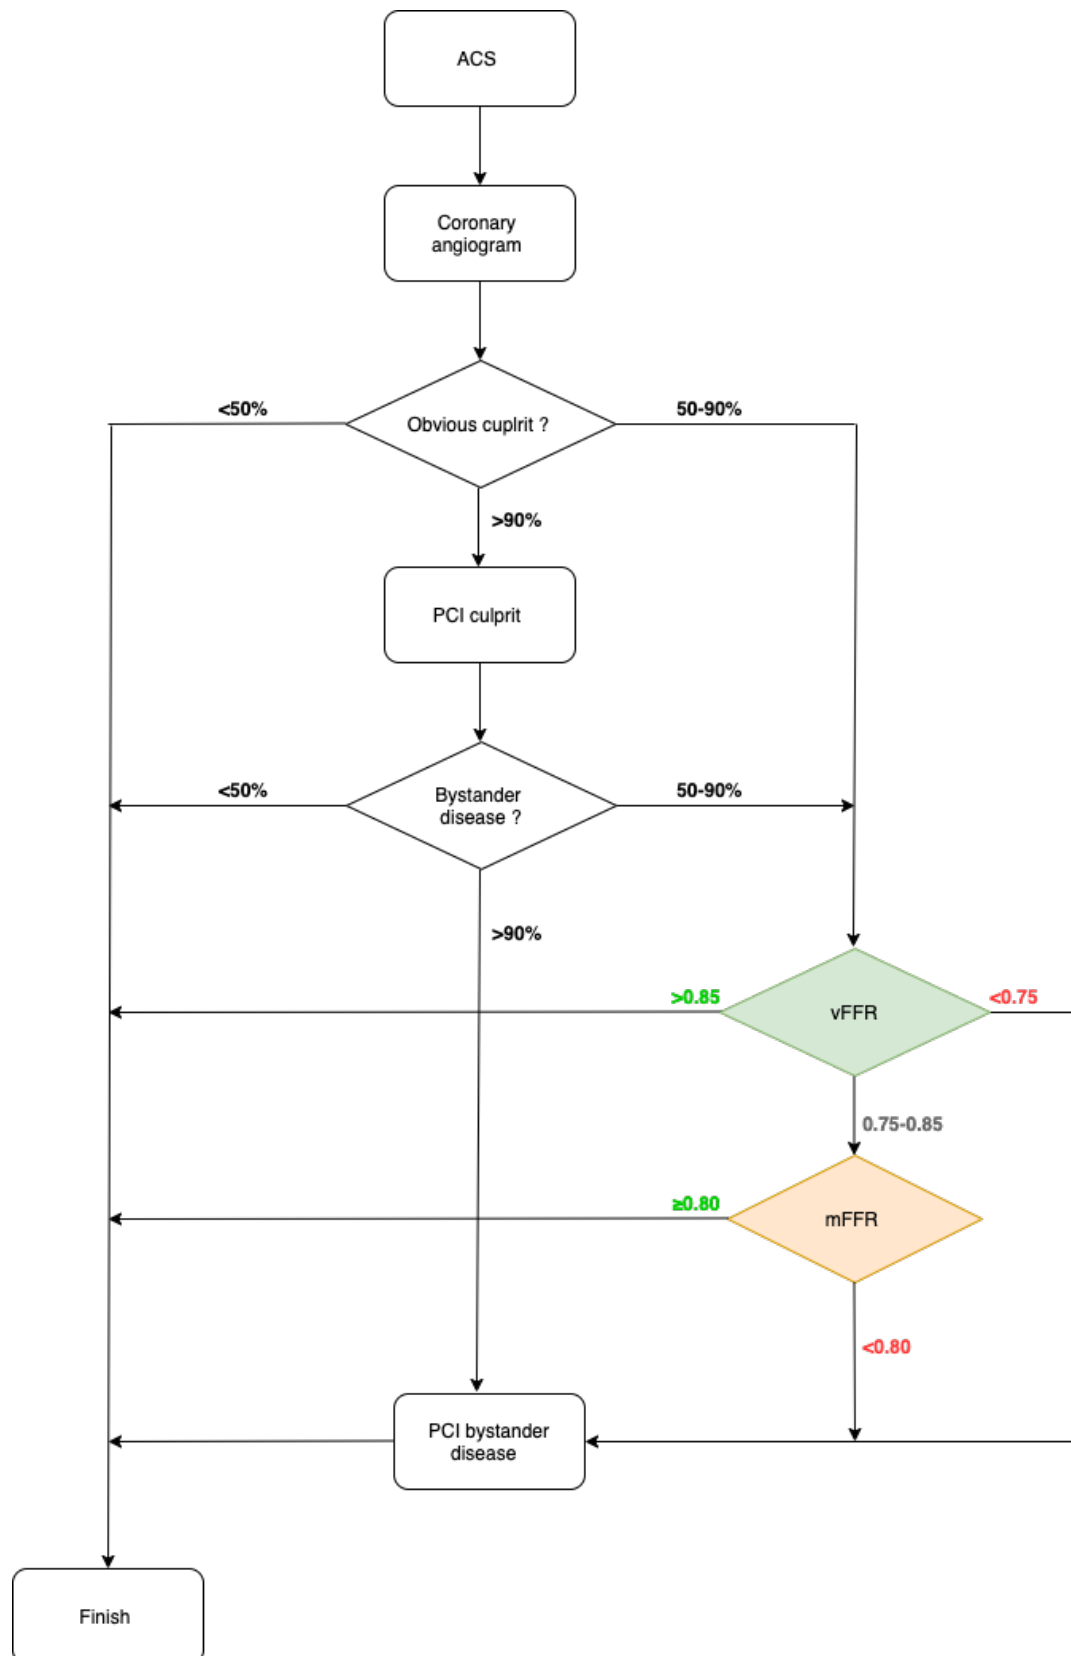 ACS
Coronary
angiogram
<50%
Obvious cuplrit ?
50-90%
>90%
PCI culprit
<50%
Bystander
disease ?
50-90%
>90%
>0.85
vFFR
<0.75
0.75-0.85
≥0.80
mFFR
<0.80
PCI bystander
disease
Finish